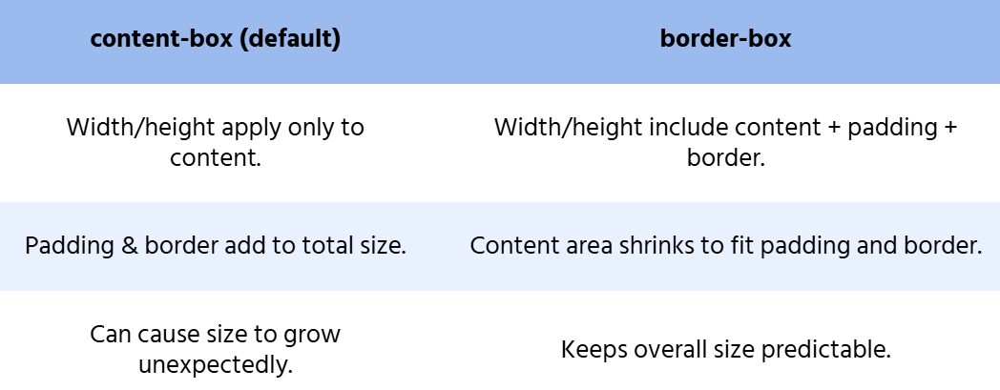 content-box (default)
border-box
Width/height apply only to
content.
Width/height include content + padding +
border.
Padding & border add to total size.
Content area shrinks to fit padding and border.
Can cause size to grow
unexpectedly.
Keeps overall size predictable.